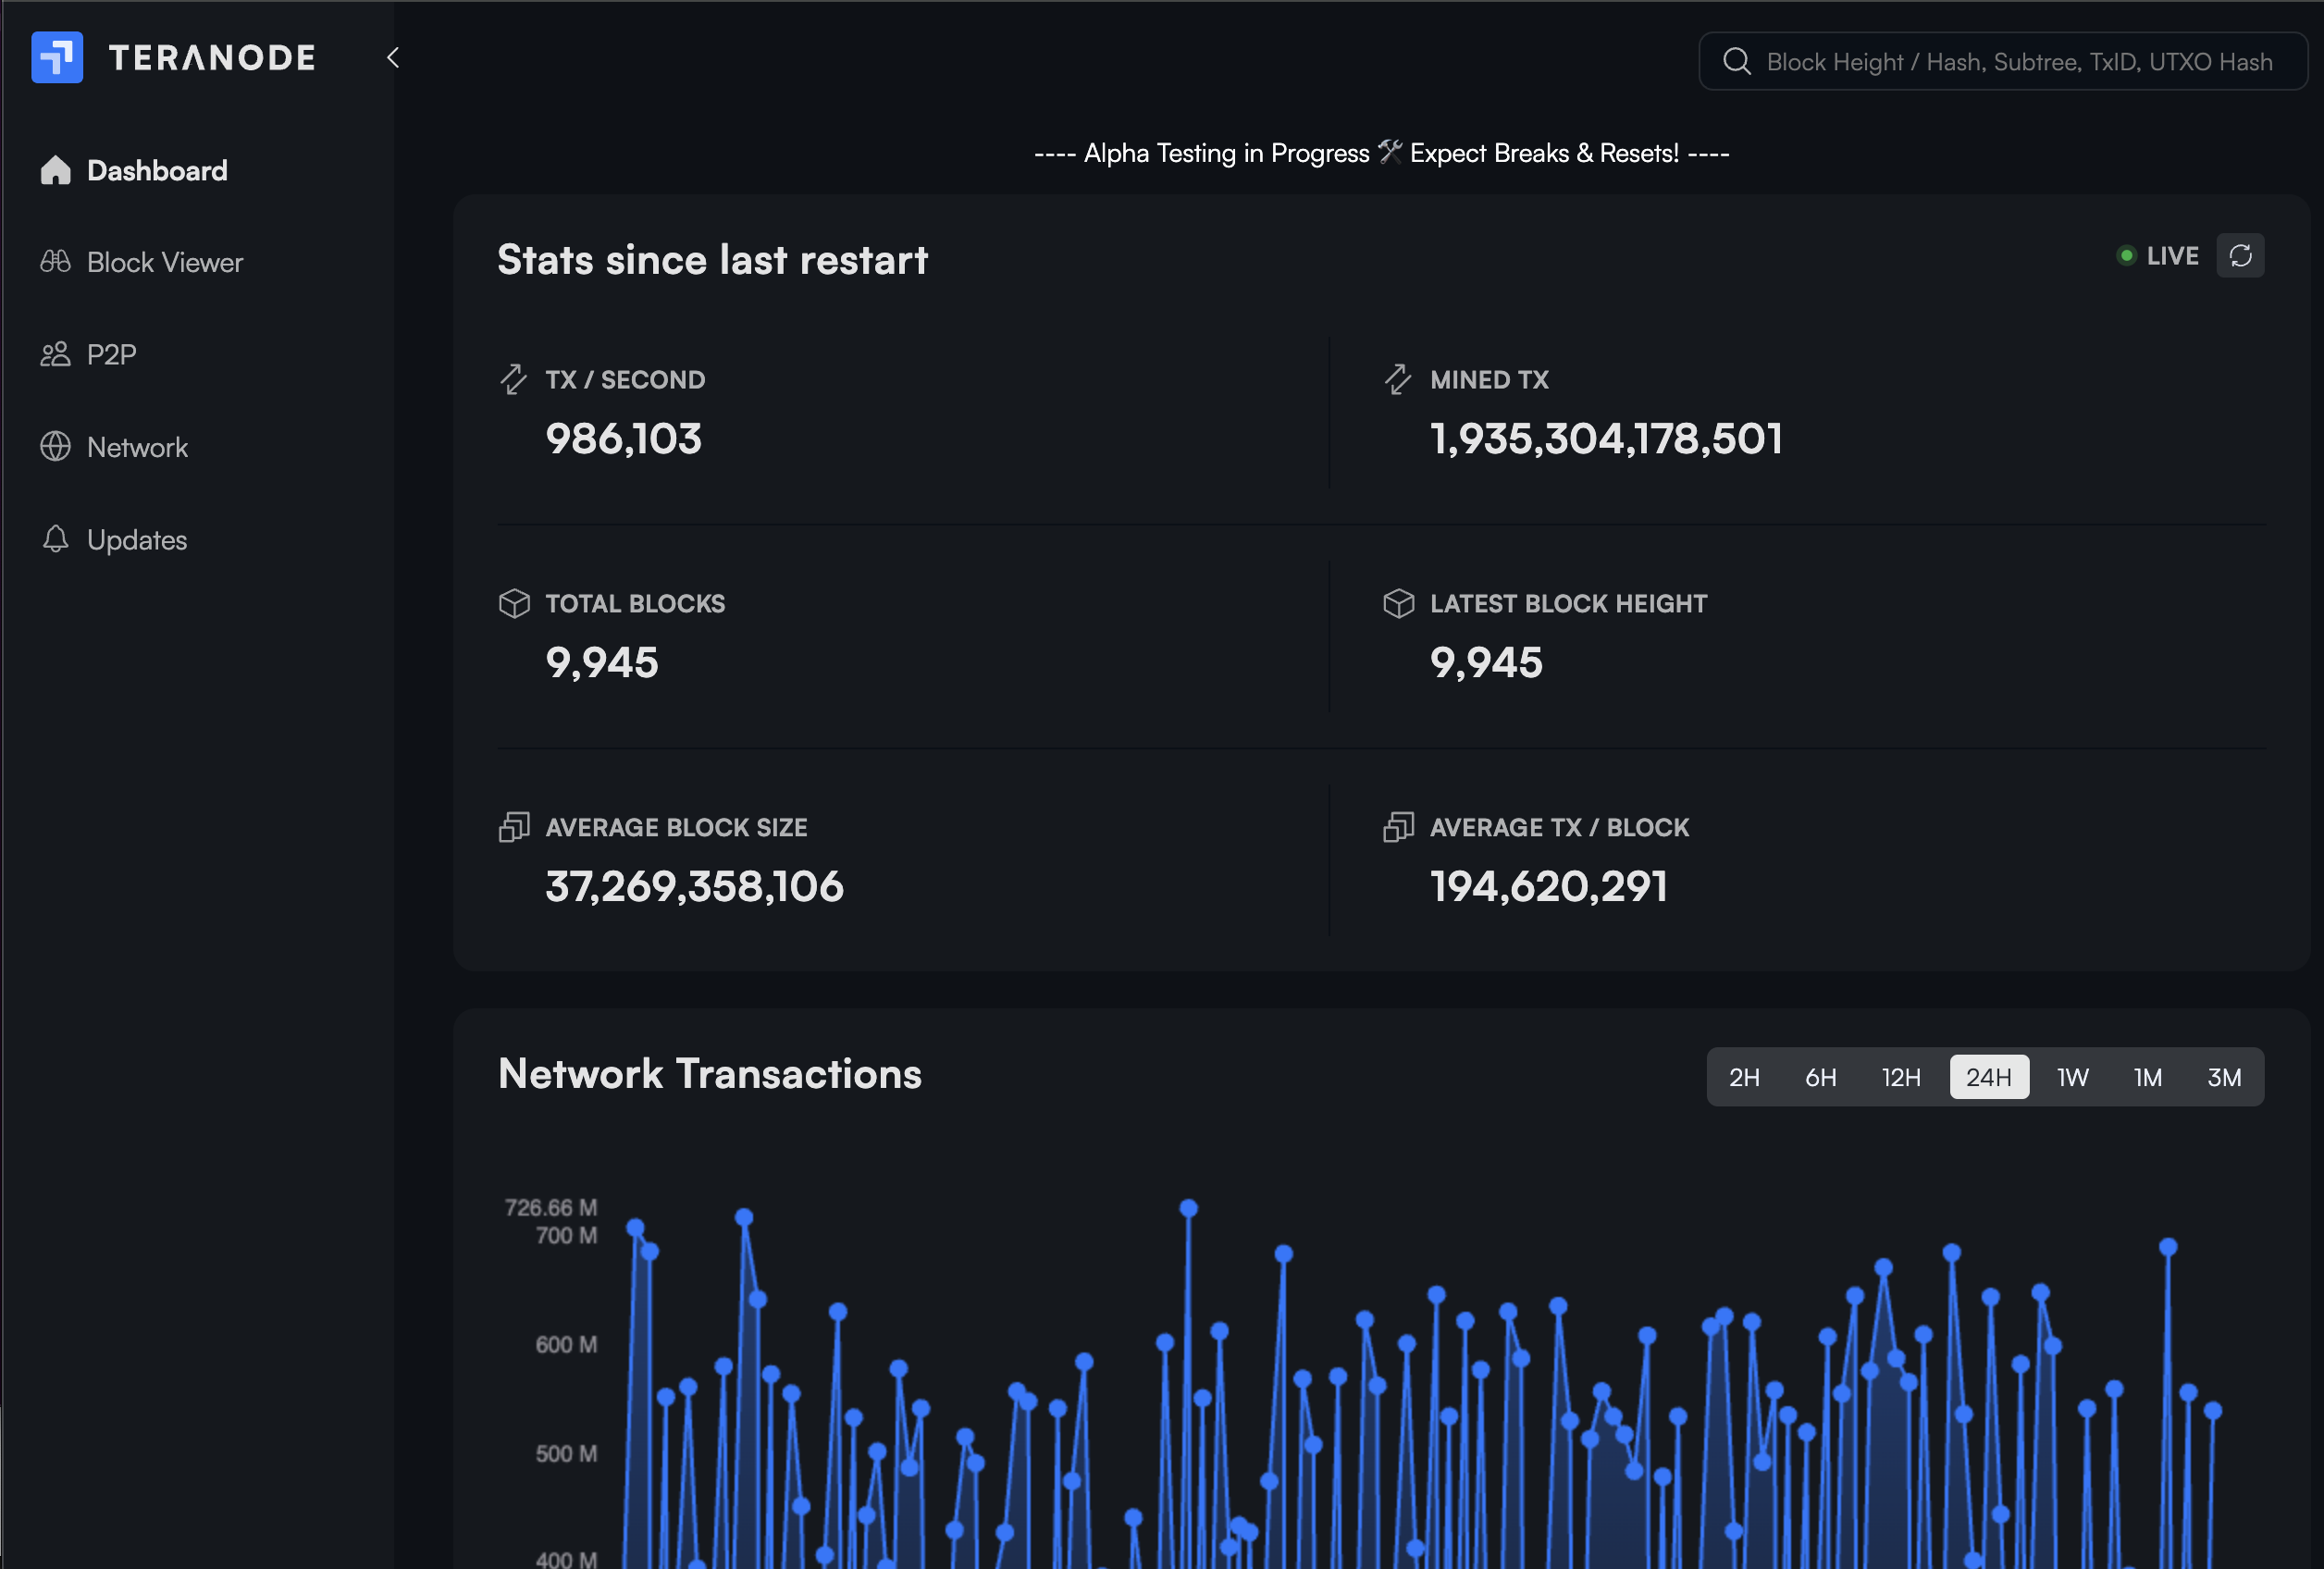 TERANODE
Block Height / Hash, Subtree, TxID, UTXO Hash
Dashboard
Block Viewer
P2P
Network
Updates
---- Alpha Testing in Progress 🛠 Expect Breaks & Resets! ----
Stats since last restart
LIVE
TX / SECOND
986,103
MINED TX
1,935,304,178,501
TOTAL BLOCKS
9,945
LATEST BLOCK HEIGHT
9,945
AVERAGE BLOCK SIZE
37,269,358,106
AVERAGE TX / BLOCK
194,620,291
Network Transactions
2H 6H 12H 24H 1W 1M 3M
726.66 M
700 M
600 M
500 M
400 M